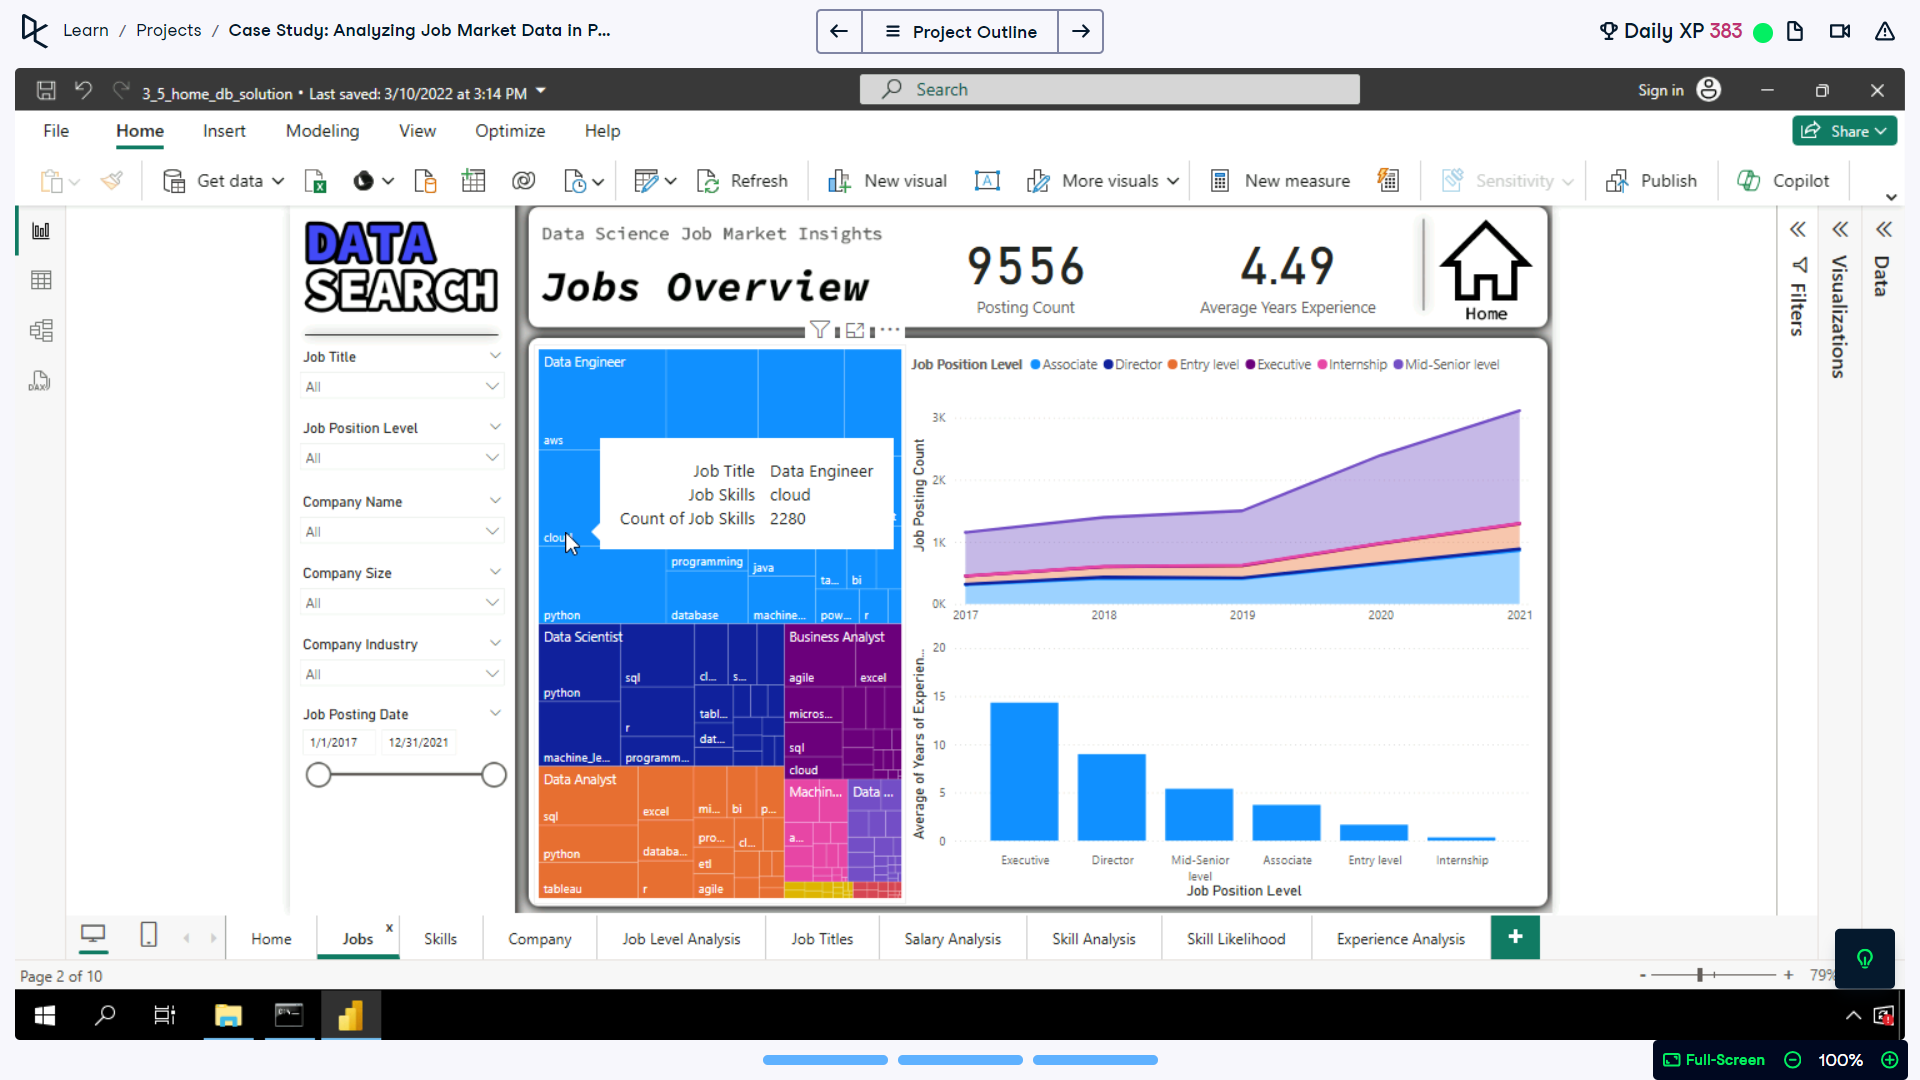 Learn / Projects / Case Study: Analyzing Job Market Data in P...
Project Outline
Daily XP 383
3_5_home_db_solution • Last saved: 3/10/2022 at 3:14 PM
Search
Sign in
File Home Insert Modeling View Optimize Help
Share
Get data
Refresh
New visual
More visuals
New measure
Sensitivity
Publish
Copilot
DATA
SEARCH
Data Science Job Market Insights
Jobs Overview
9556
Posting Count
4.49
Average Years Experience
Home
Filters
Visualizations
Data
Job Title
All
Job Position Level
All
Company Name
All
Company Size
All
Company Industry
All
Job Posting Date
1/1/2017 12/31/2021
Data Engineer
aws
cloud
Job Title Data Engineer
Job Skills cloud
Count of Job Skills 2280
programming java
ta... bi
python database machine... pow... r
Data Scientist
sql cl... s...
python
tabl...
r
dat...
machine_le... programm...
Business Analyst
agile excel
micros...
sql
cloud
Data Analyst
excel mi... bi p...
sql
pro... cl...
python databa...
etl
tableau r agile
Machin... Data ...
a...
Job Position Level Associate Director Entry level Executive Internship Mid-Senior level
Job Posting Count
3K
2K
1K
0K
2017 2018 2019 2020 2021
Average of Years of Experien...
20
15
10
5
0
Executive Director Mid-Senior level Associate Entry level Internship
Job Position Level
Home Jobs x Skills Company Job Level Analysis Job Titles Salary Analysis Skill Analysis Skill Likelihood Experience Analysis +
Page 2 of 10
- + 79%
Full-Screen 100%